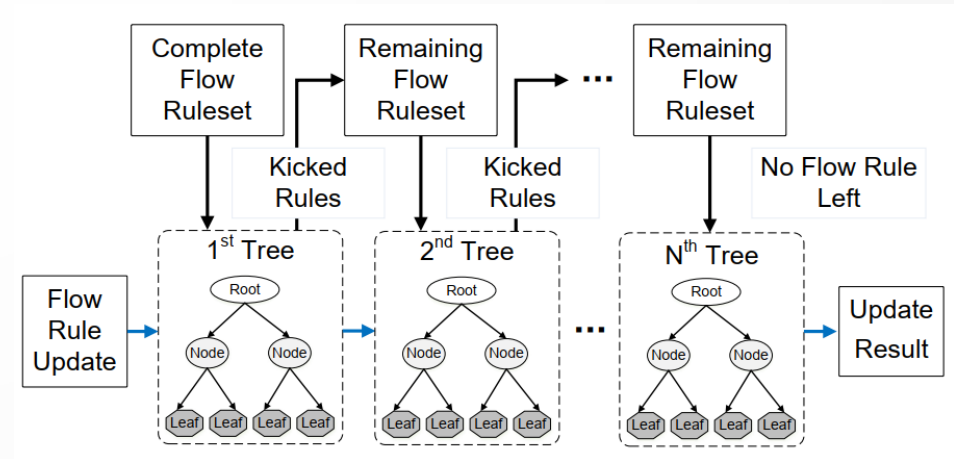 Complete
Flow
Ruleset
Remaining
Flow
Ruleset
...
Remaining
Flow
Ruleset
Kicked
Rules
Kicked
Rules
No Flow Rule
Left
1st Tree
2nd Tree
Nth Tree
Flow
Rule
Update
Root
Node Node
Leaf Leaf Leaf Leaf
Root
Node Node
Leaf Leaf Leaf Leaf
...
Root
Node Node
Leaf Leaf Leaf Leaf
Update
Result